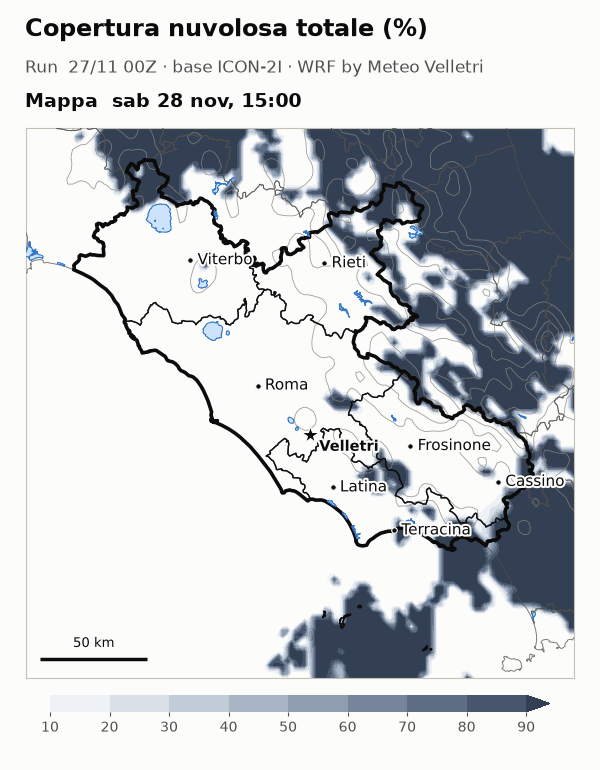 Copertura nuvolosa totale (%)
Run  27/11 00Z · base ICON-2I · WRF by Meteo Velletri
Mappa  sab 28 nov, 15:00
Viterbo
Rieti
Roma
Velletri
Frosinone
Latina
Cassino
Terracina
50 km
10 20 30 40 50 60 70 80 90